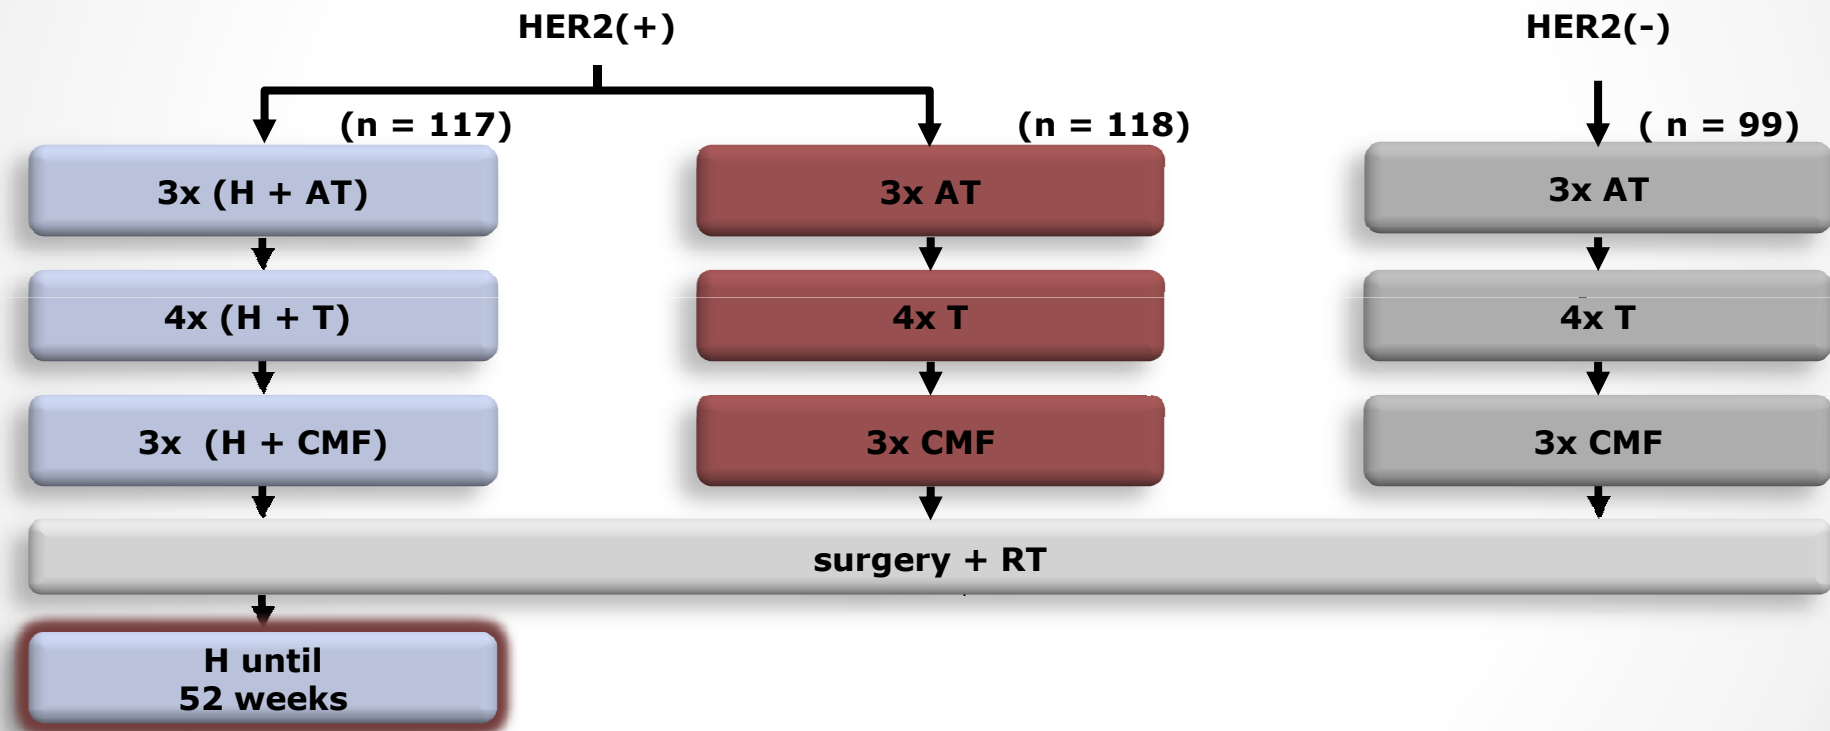 HER2(+)
HER2(-)
(n = 117)
(n = 118)
( n = 99)
3x (H + AT)
3x AT
3x AT
4x (H + T)
4x T
4x T
3x (H + CMF)
3x CMF
3x CMF
surgery + RT
H until
52 weeks